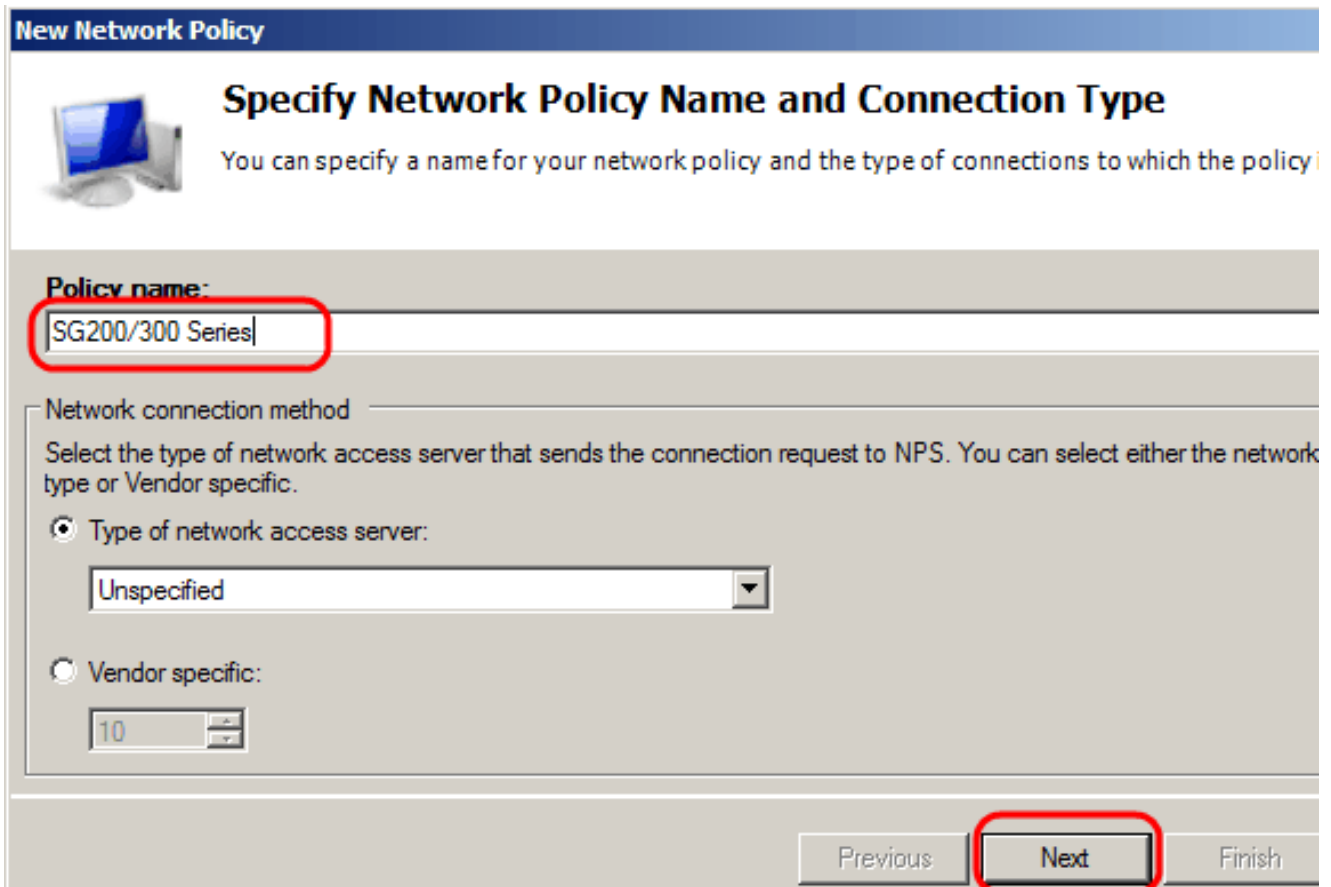 New Network Policy
Specify Network Policy Name and Connection Type
You can specify a name for your network policy and the type of connections to which the policy
Policy name:
SG200/300 Series
Network connection method
Select the type of network access server that sends the connection request to NPS. You can select either the network
type or Vendor specific.
Type of network access server:
Unspecified
Vendor specific:
10
Previous
Next
Finish